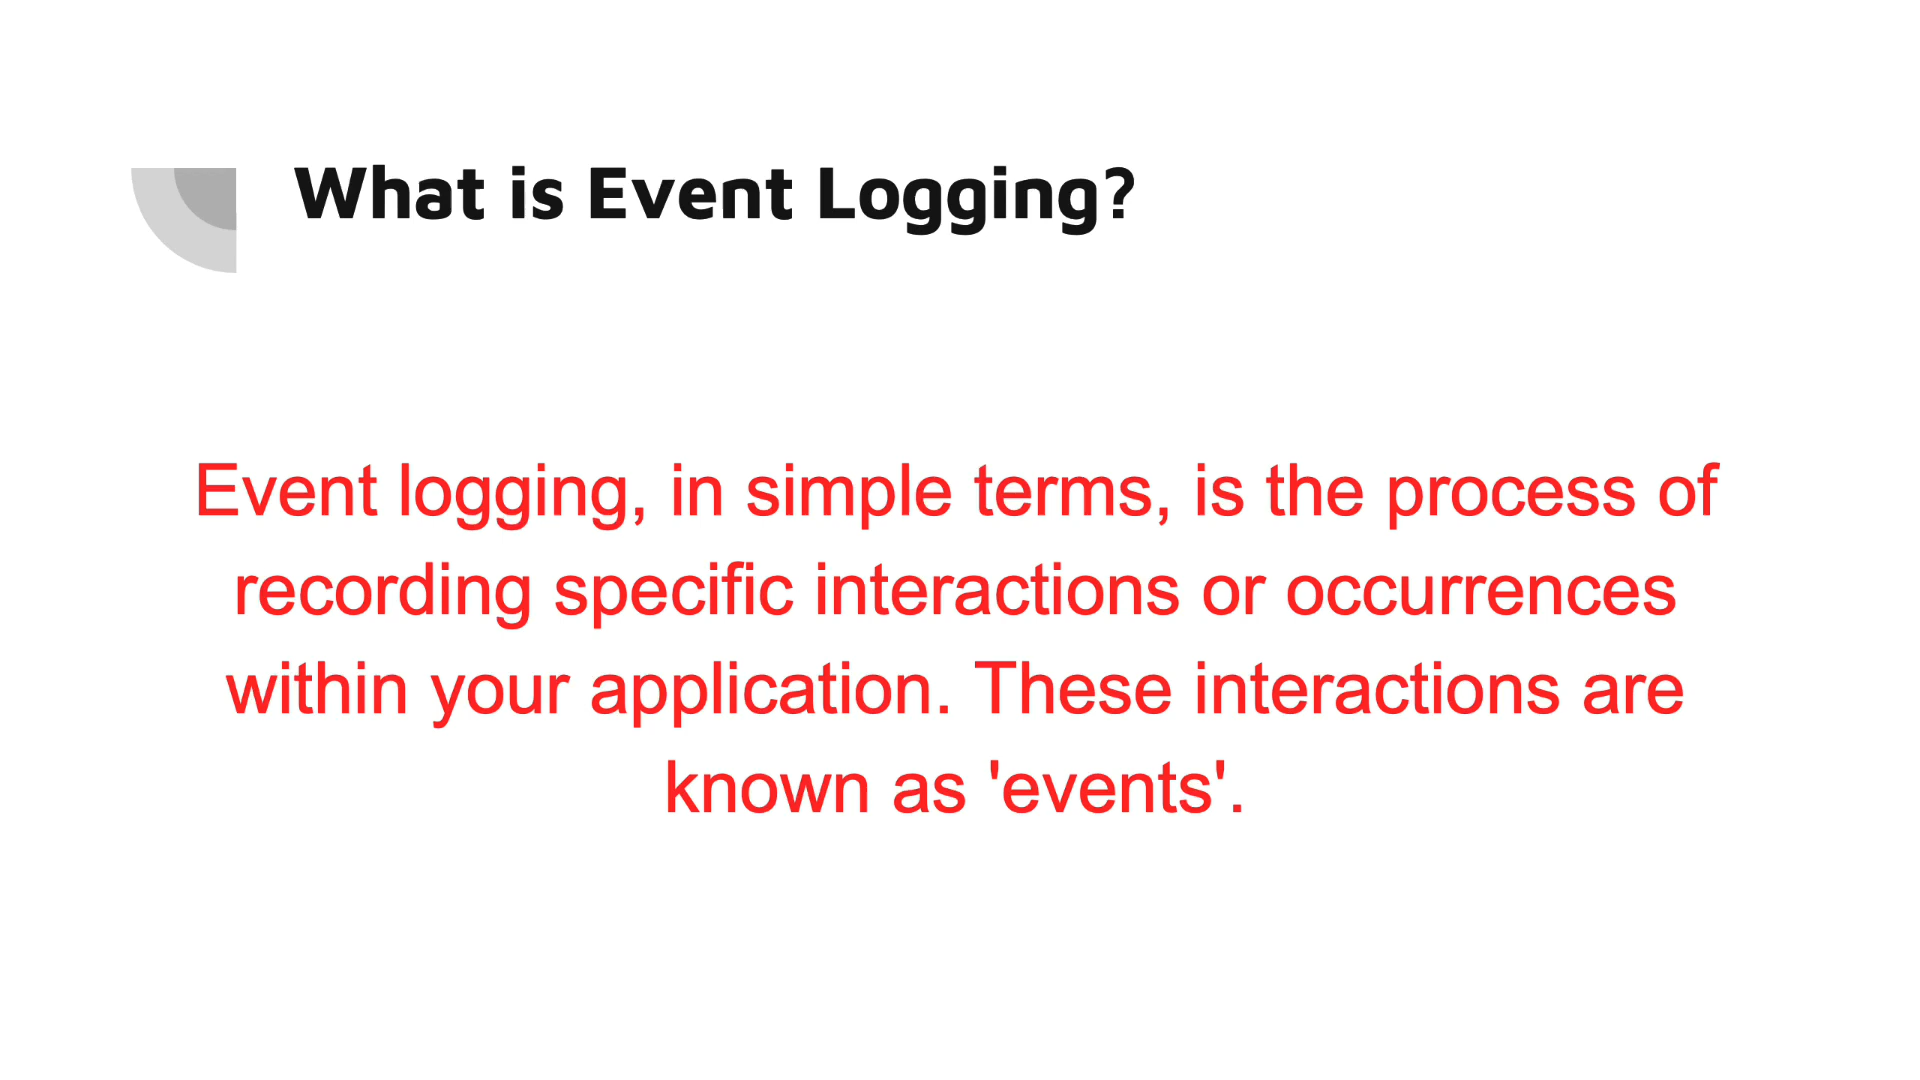 What is Event Logging?
Event logging, in simple terms, is the process of
recording specific interactions or occurrences
within your application. These interactions are
known as 'events'.